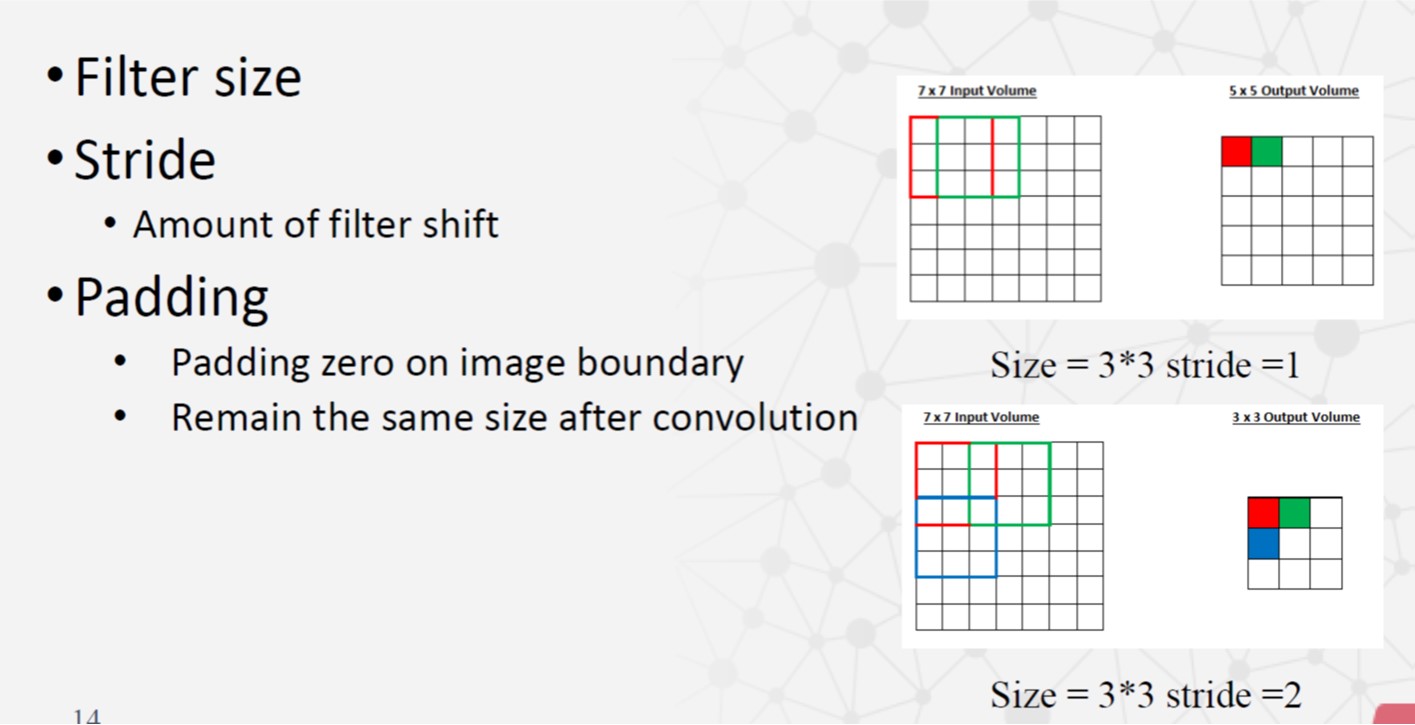 • Filter size
• Stride
• Amount of filter shift
• Padding
• Padding zero on image boundary
• Remain the same size after convolution
7 x 7 Input Volume
5 x 5 Output Volume
Size = 3*3 stride =1
7 x 7 Input Volume
3 x 3 Output Volume
Size = 3*3 stride =2
14